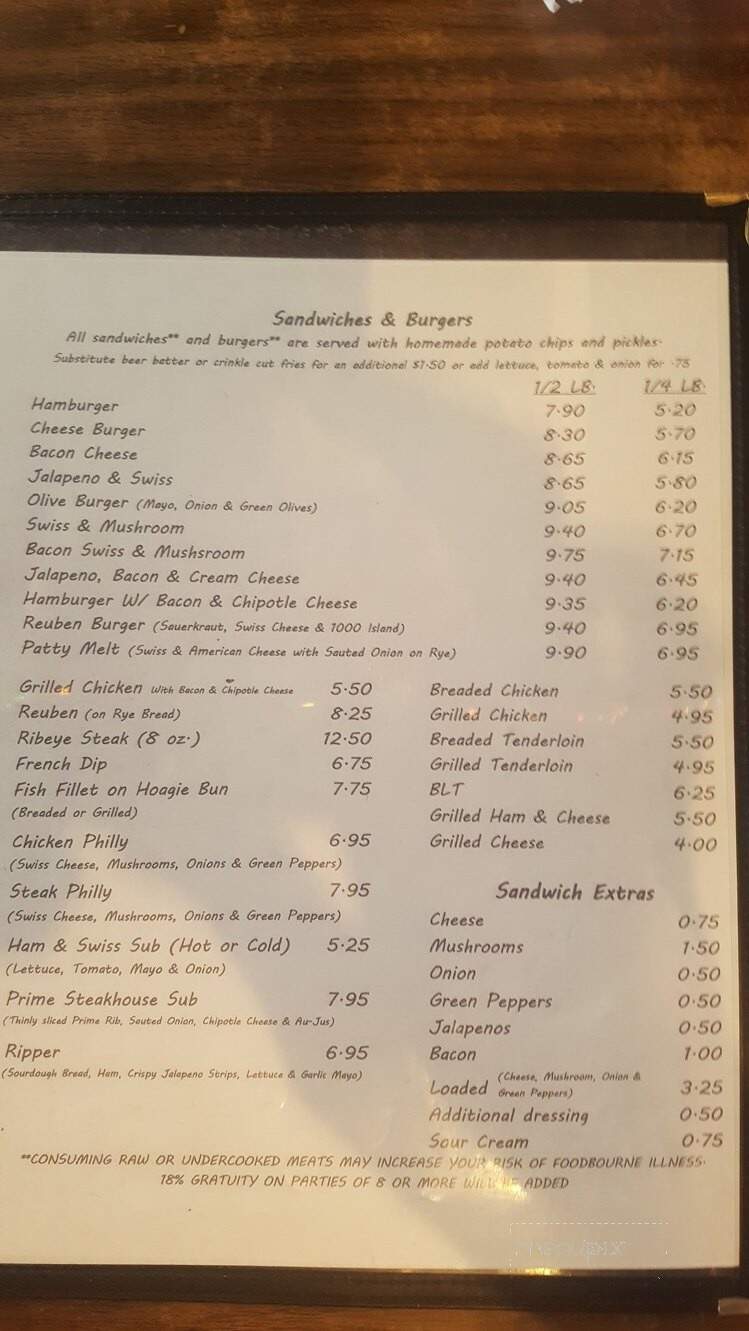 Sandwiches & Burgers
All sandwiches** and burgers** are served with homemade potato chips and pickles.
Substitute beer batter or crinkle cut fries for an additional $1.50 or add lettuce, tomato & onion for .75
1/2 LB. 1/4 LB.
Hamburger 7.90 5.20
Cheese Burger 8.30 5.70
Bacon Cheese 8.65 6.15
Jalapeno & Swiss 8.65 5.80
Olive Burger (Mayo, Onion & Green Olives) 9.05 6.20
Swiss & Mushroom 9.40 6.70
Bacon Swiss & Mushsroom 9.75 7.15
Jalapeno, Bacon & Cream Cheese 9.40 6.45
Hamburger W/ Bacon & Chipotle Cheese 9.35 6.20
Reuben Burger (Sauerkraut, Swiss Cheese & 1000 Island) 9.40 6.95
Patty Melt (Swiss & American Cheese with Sauted Onion on Rye) 9.90 6.95
Grilled Chicken With Bacon & Chipotle Cheese 5.50
Reuben (on Rye Bread) 8.25
Ribeye Steak (8 oz.) 12.50
French Dip 6.75
Fish Fillet on Hoagie Bun 7.75
(Breaded or Grilled)
Chicken Philly 6.95
(Swiss Cheese, Mushrooms, Onions & Green Peppers)
Steak Philly 7.95
(Swiss Cheese, Mushrooms, Onions & Green Peppers)
Ham & Swiss Sub (Hot or Cold) 5.25
(Lettuce, Tomato, Mayo & Onion)
Prime Steakhouse Sub 7.95
(Thinly sliced Prime Rib, Sauted Onion, Chipotle Cheese & Au-Jus)
Ripper 6.95
(Sourdough Bread, Ham, Crispy Jalapeno Strips, Lettuce & Garlic Mayo)
Breaded Chicken 5.50
Grilled Chicken 4.95
Breaded Tenderloin 5.50
Grilled Tenderloin 4.95
BLT 6.25
Grilled Ham & Cheese 5.50
Grilled Cheese 4.00
Sandwich Extras
Cheese 0.75
Mushrooms 1.50
Onion 0.50
Green Peppers 0.50
Jalapenos 0.50
Bacon 1.00
Loaded (Cheese, Mushroom, Onion & Green Peppers) 3.25
Additional dressing 0.50
Sour Cream 0.75
**CONSUMING RAW OR UNDERCOOKED MEATS MAY INCREASE YOUR RISK OF FOODBOURNE ILLNESS.
18% GRATUITY ON PARTIES OF 8 OR MORE WILL BE ADDED